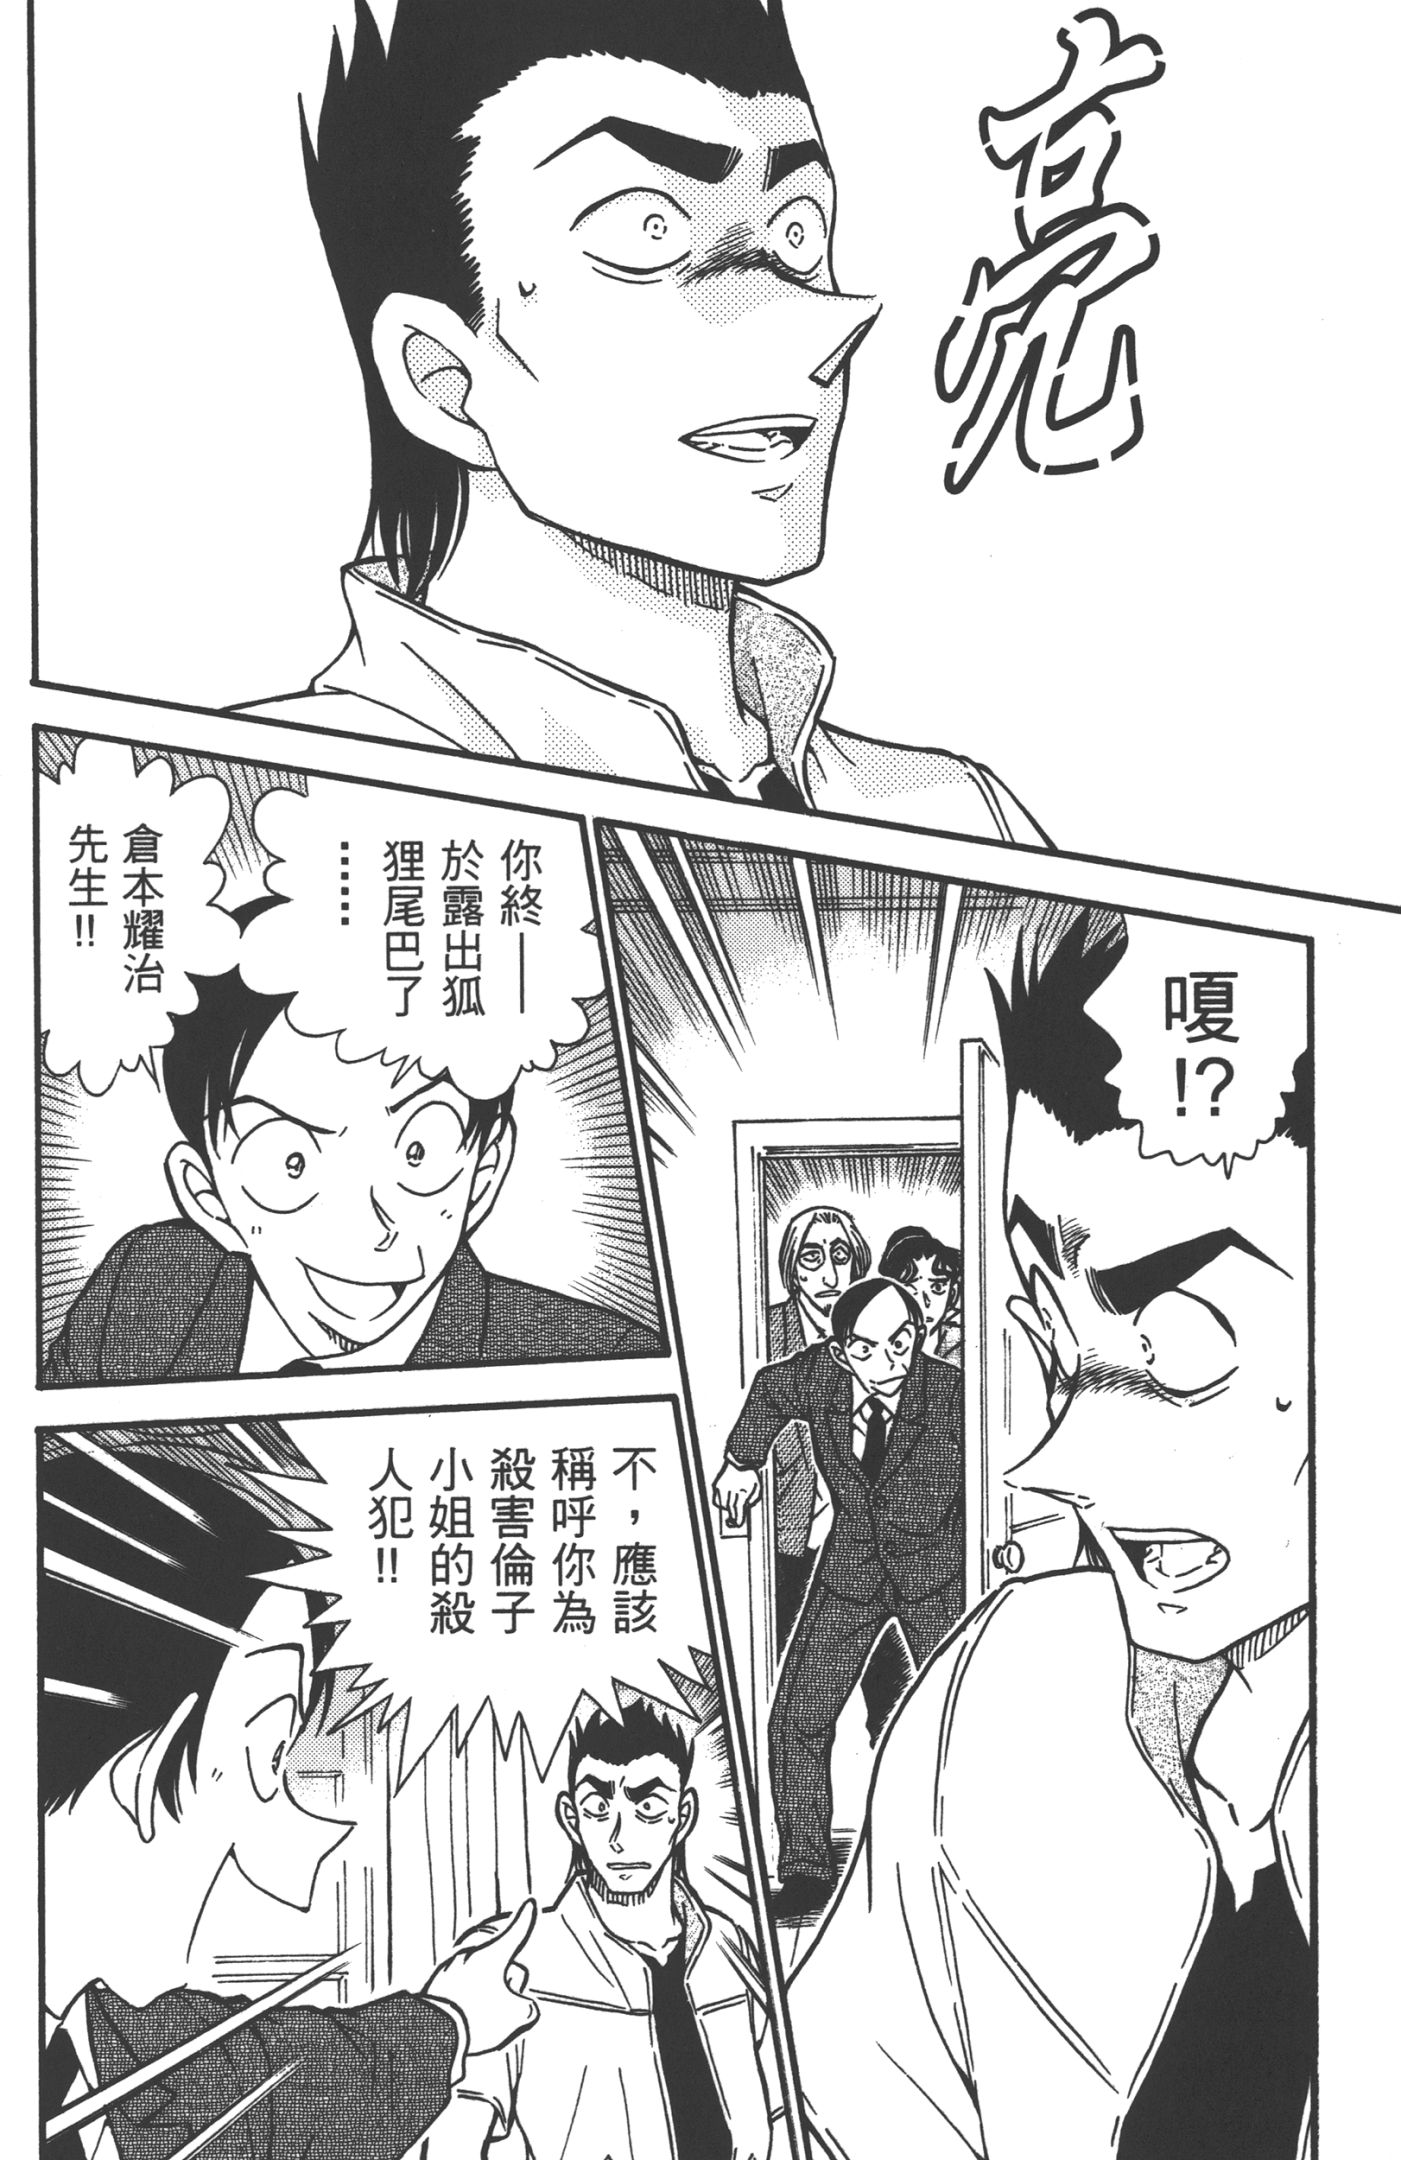 亮
嗄!?
你終──
於露出狐
狸尾巴了
……
倉本耀治
先生!!
不，應該
稱呼你為
殺害倫子
小姐的殺
人犯!!